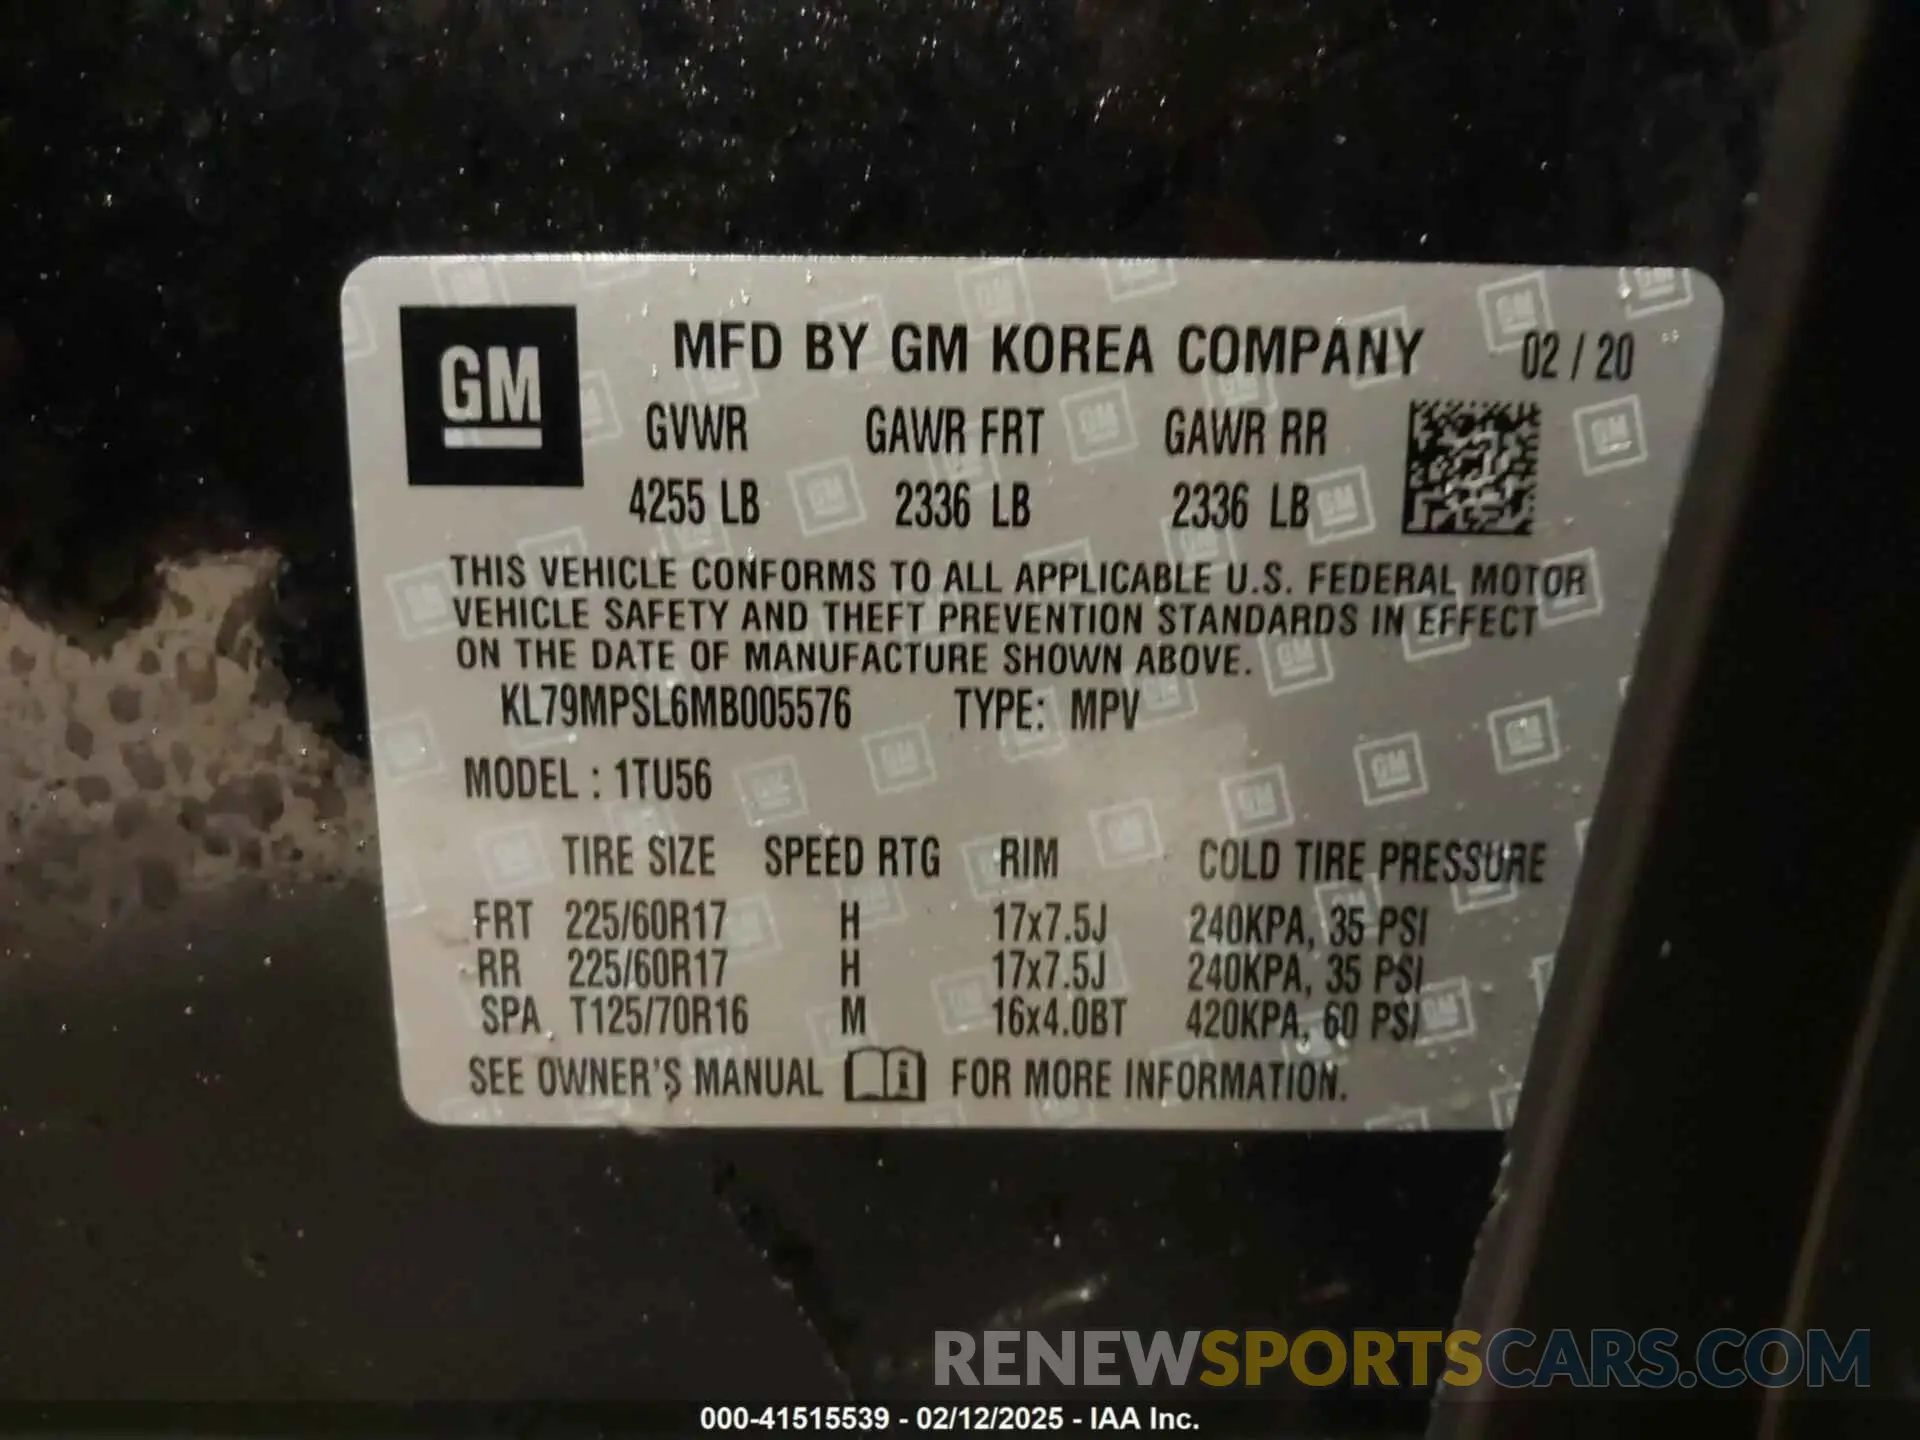 GM
MFD BY GM KOREA COMPANY 02 / 20
GVWR GAWR FRT GAWR RR
4255 LB 2336 LB 2336 LB
THIS VEHICLE CONFORMS TO ALL APPLICABLE U.S. FEDERAL MOTOR
VEHICLE SAFETY AND THEFT PREVENTION STANDARDS IN EFFECT
ON THE DATE OF MANUFACTURE SHOWN ABOVE.
KL79MPSL6MB005576 TYPE: MPV
MODEL : 1TU56
TIRE SIZE SPEED RTG RIM COLD TIRE PRESSURE
FRT 225/60R17 H 17x7.5J 240KPA, 35 PSI
RR 225/60R17 H 17x7.5J 240KPA, 35 PSI
SPA T125/70R16 M 16x4.0BT 420KPA, 60 PSI
SEE OWNER'S MANUAL i FOR MORE INFORMATION.
RENEWSPORTSCARS.COM
000-41515539 - 02/12/2025 - IAA Inc.